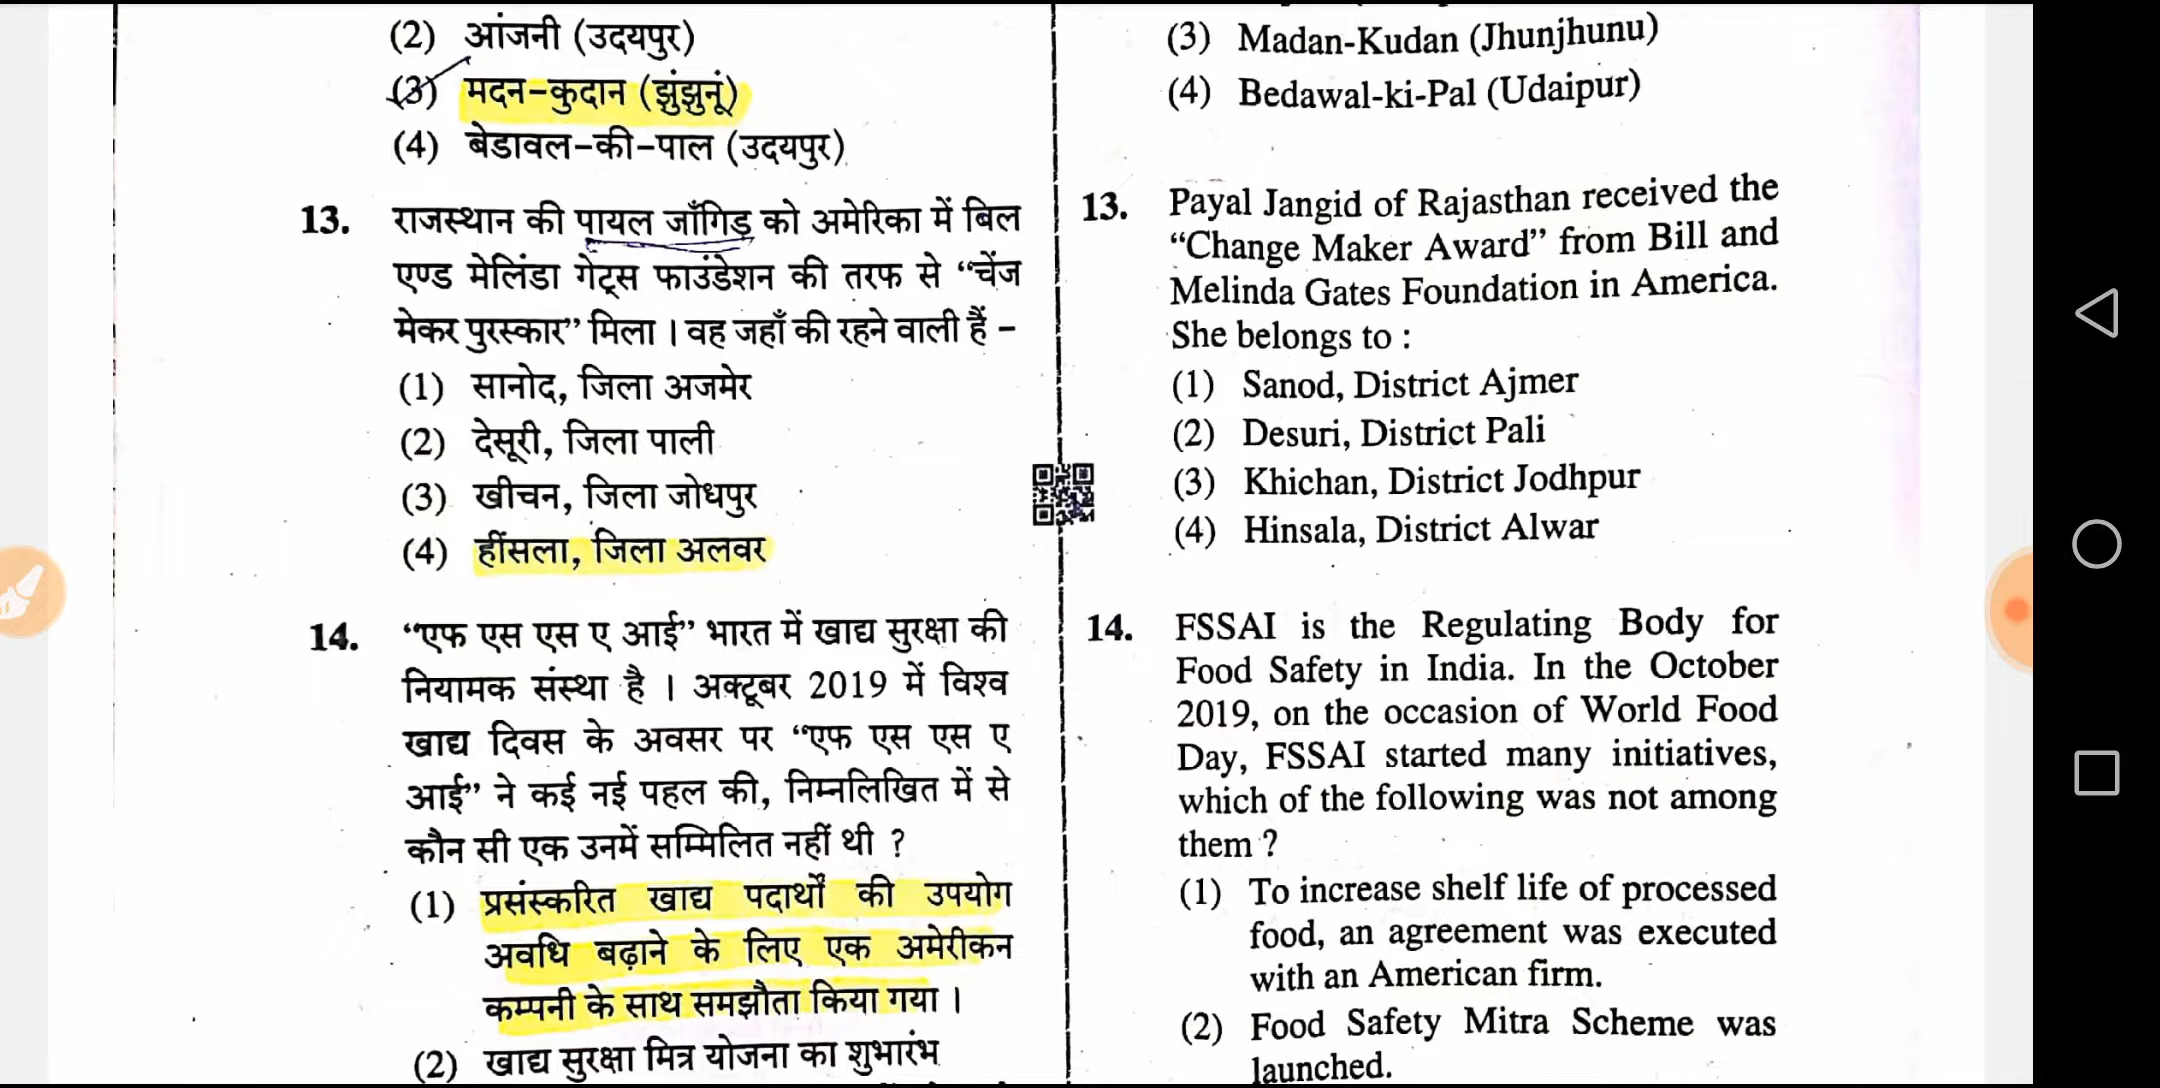 (2) आंजनी (उदयपुर)
(3) मदन-कुदान (झुंझुनूं)
(4) बेडावल-की-पाल (उदयपुर)
13. राजस्थान की पायल जाँगिड़ को अमेरिका में बिल
एण्ड मेलिंडा गेट्स फाउंडेशन की तरफ से “चेंज
मेकर पुरस्कार” मिला । वह जहाँ की रहने वाली हैं -
(1) सानोद, जिला अजमेर
(2) देसूरी, जिला पाली
(3) खीचन, जिला जोधपुर
(4) हींसला, जिला अलवर
14. “एफ एस एस ए आई” भारत में खाद्य सुरक्षा की
नियामक संस्था है । अक्टूबर 2019 में विश्व
खाद्य दिवस के अवसर पर “एफ एस एस ए
आई” ने कई नई पहल की, निम्नलिखित में से
कौन सी एक उनमें सम्मिलित नहीं थी ?
(1) प्रसंस्करित खाद्य पदार्थों की उपयोग
अवधि बढ़ाने के लिए एक अमेरीकन
कम्पनी के साथ समझौता किया गया ।
(2) खाद्य सुरक्षा मित्र योजना का शुभारंभ
(3) Madan-Kudan (Jhunjhunu)
(4) Bedawal-ki-Pal (Udaipur)
13. Payal Jangid of Rajasthan received the
“Change Maker Award” from Bill and
Melinda Gates Foundation in America.
She belongs to :
(1) Sanod, District Ajmer
(2) Desuri, District Pali
(3) Khichan, District Jodhpur
(4) Hinsala, District Alwar
14. FSSAI is the Regulating Body for
Food Safety in India. In the October
2019, on the occasion of World Food
Day, FSSAI started many initiatives,
which of the following was not among
them ?
(1) To increase shelf life of processed
food, an agreement was executed
with an American firm.
(2) Food Safety Mitra Scheme was
launched.